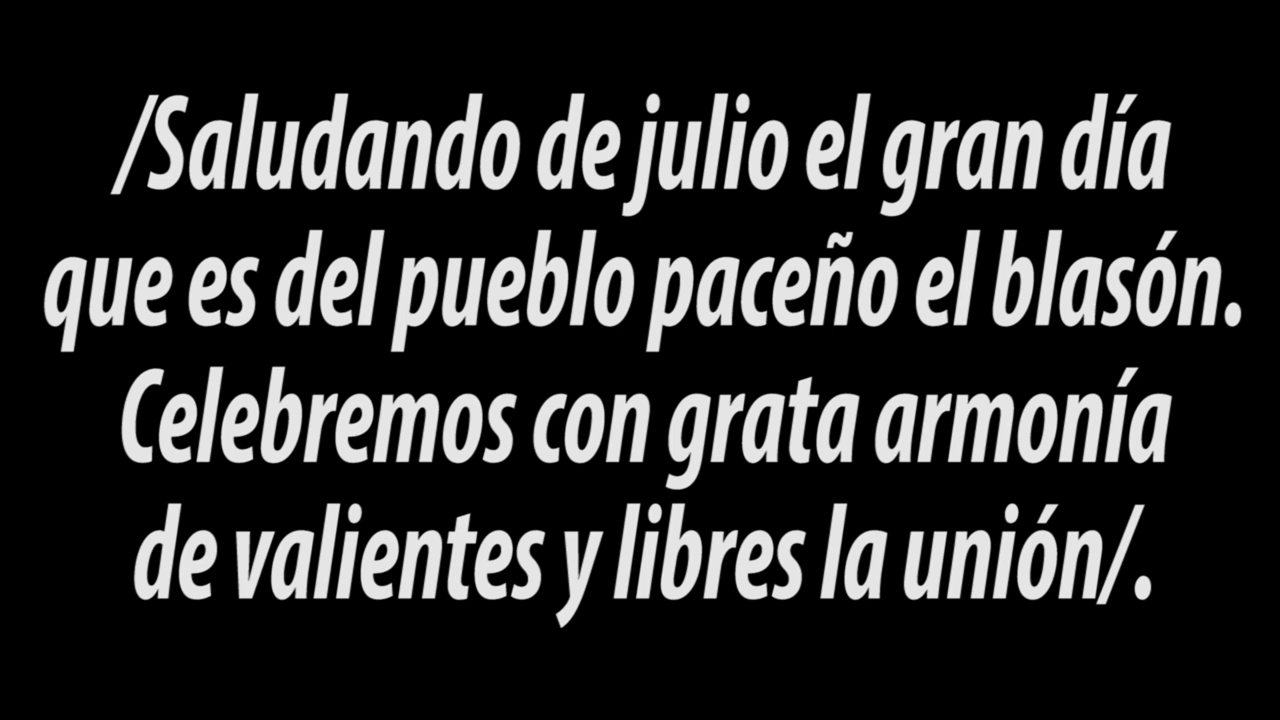 /Saludando de julio el gran día
que es del pueblo paceño el blasón.
Celebremos con grata armonía
de valientes y libres la unión/.